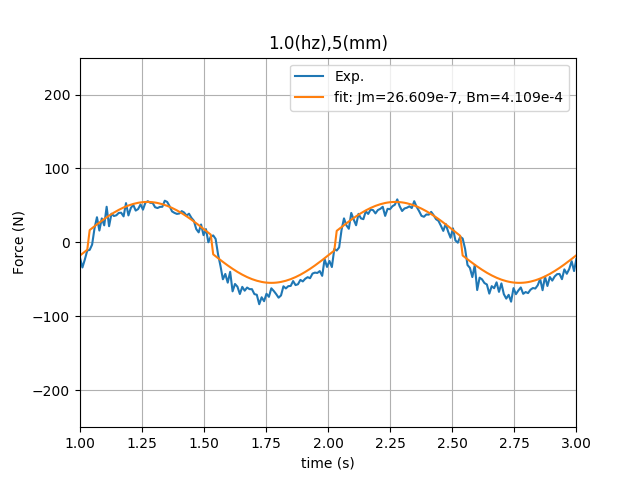 1.0(hz),5(mm)
Exp.
fit: Jm=26.609e-7, Bm=4.109e-4
Force (N)
200
100
0
−100
−200
1.00 1.25 1.50 1.75 2.00 2.25 2.50 2.75 3.00
time (s)